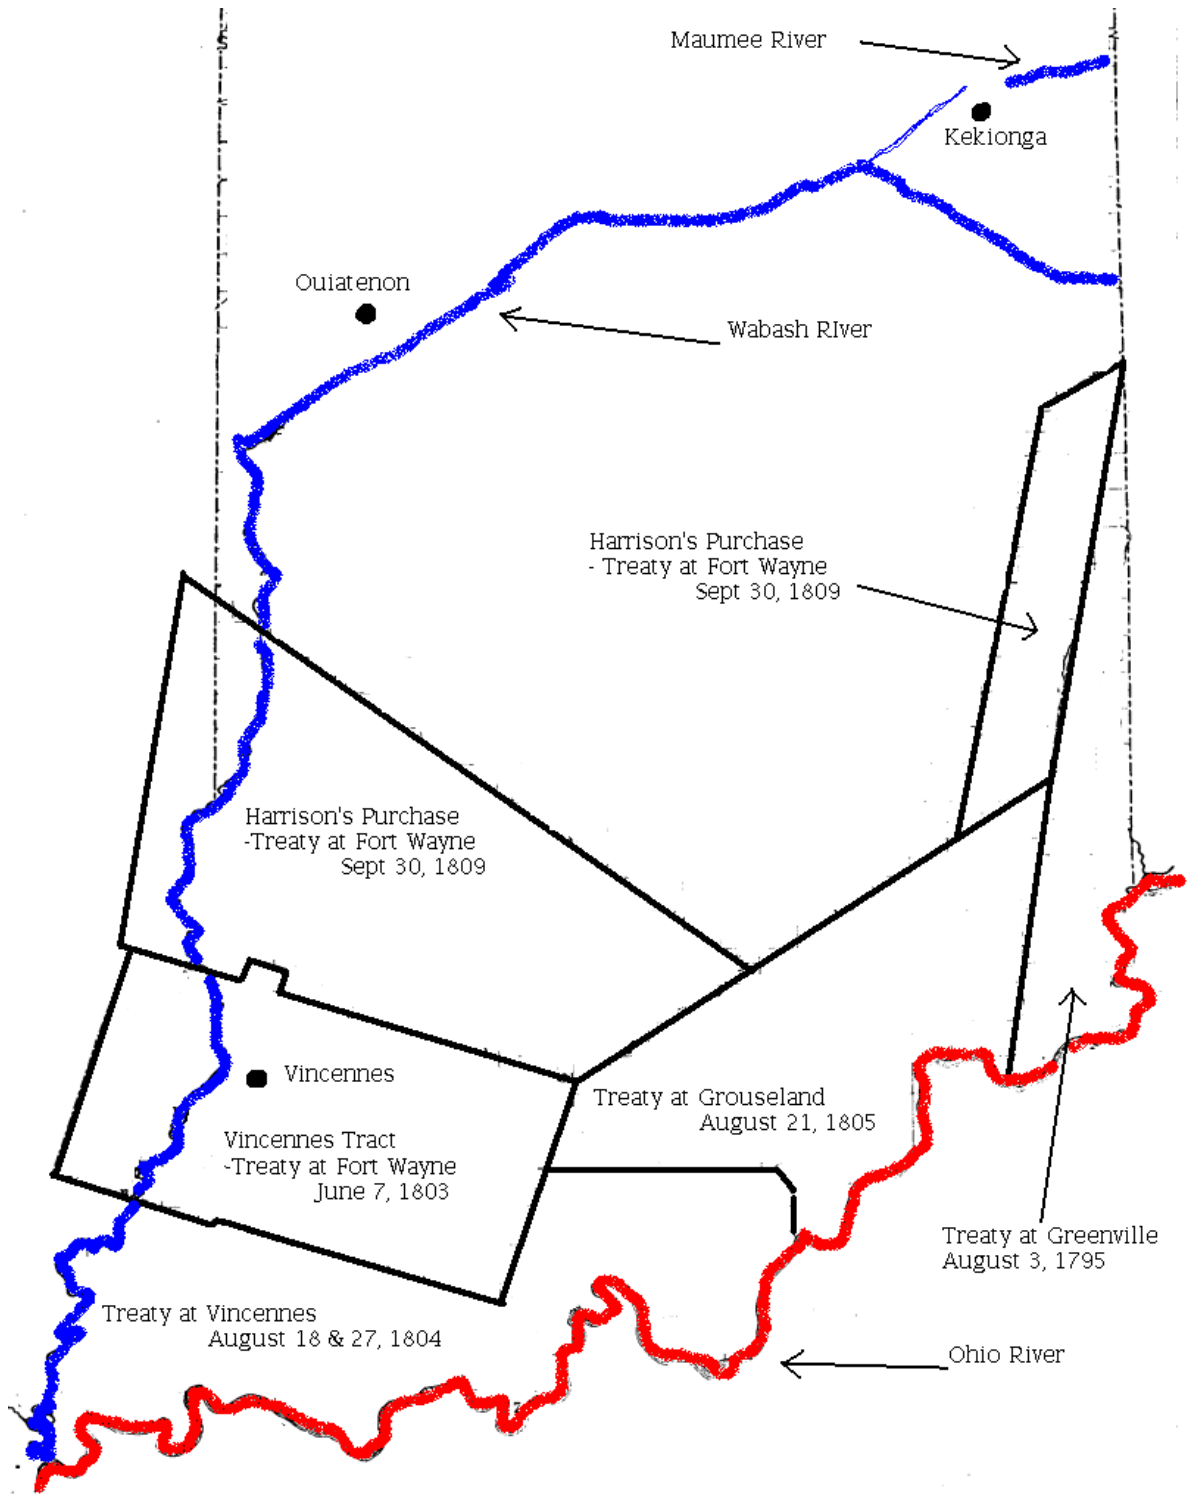 Maumee River
Kekionga
Ouiatenon
Wabash RIver
Harrison's Purchase
- Treaty at Fort Wayne
Sept 30, 1809
Harrison's Purchase
-Treaty at Fort Wayne
Sept 30, 1809
Vincennes
Treaty at Grouseland
August 21, 1805
Vincennes Tract
-Treaty at Fort Wayne
June 7, 1803
Treaty at Greenville
August 3, 1795
Treaty at Vincennes
August 18 & 27, 1804
Ohio River